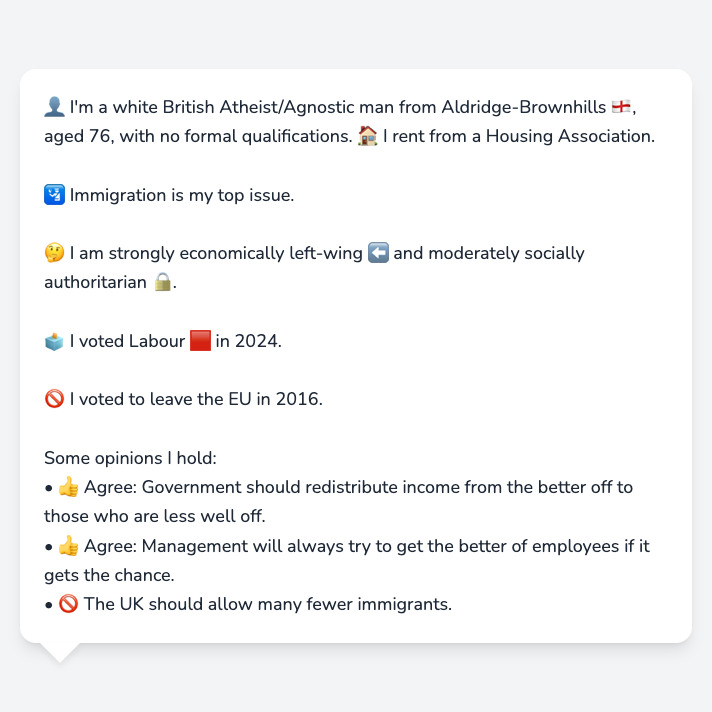 👤 I'm a white British Atheist/Agnostic man from Aldridge-Brownhills 🏴󠁧󠁢󠁥󠁮󠁧󠁿,
aged 76, with no formal qualifications. 🏠 I rent from a Housing Association.
🛂 Immigration is my top issue.
🤔 I am strongly economically left-wing ⬅️ and moderately socially
authoritarian 🔒.
🗳️ I voted Labour 🟥 in 2024.
🚫 I voted to leave the EU in 2016.
Some opinions I hold:
• 👍 Agree: Government should redistribute income from the better off to
those who are less well off.
• 👍 Agree: Management will always try to get the better of employees if it
gets the chance.
• 🚫 The UK should allow many fewer immigrants.